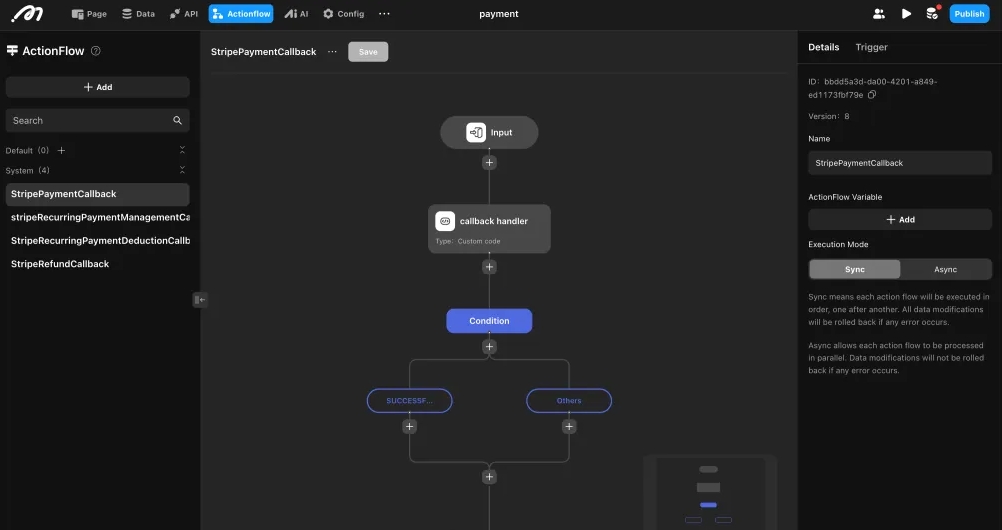 Page Data API Actionflow AI Config ··· payment Publish
ActionFlow
StripePaymentCallback ··· Save
+ Add
Search
Default (0) +
System (4)
StripePaymentCallback
stripeRecurringPaymentManagementCa
StripeRecurringPaymentDeductionCallb
StripeRefundCallback
Input
callback handler
Type: Custom code
Condition
SUCCESSF...
Others
Details Trigger
ID: bbdd5a3d-da00-4201-a849-
ed1173fbf79e
Version: 8
Name
StripePaymentCallback
ActionFlow Variable
+ Add
Execution Mode
Sync Async
Sync means each action flow will be executed in
order, one after another. All data modifications
will be rolled back if any error occurs.
Async allows each action flow to be processed
in parallel. Data modifications will not be rolled
back if any error occurs.